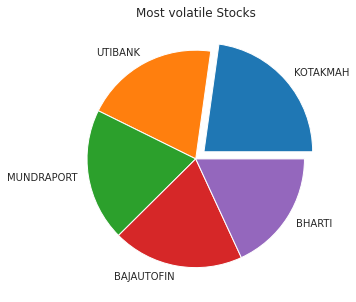 Most volatile Stocks
UTIBANK
KOTAKMAH
MUNDRAPORT
BHARTI
BAJAUTOFIN